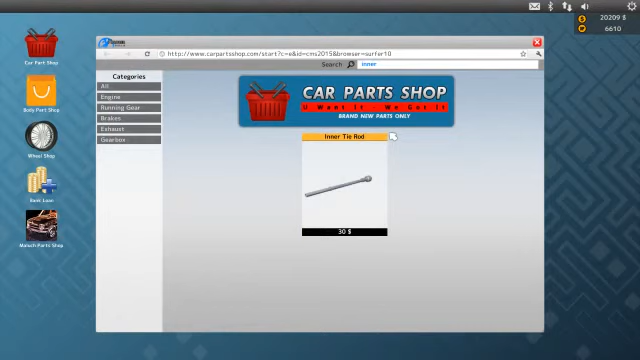 20209 $
6610
http://www.carpartsshop.com/start?c=e&id=cms2015&browser=surfer10
Search:
inner
Categories
All
Engine
Running Gear
Brakes
Exhaust
Gearbox
CAR PARTS SHOP
U Want It - We Got It
BRAND NEW PARTS ONLY
Inner Tie Rod
30 $
Car Part Shop
Body Part Shop
Wheel Shop
Bank Loan
Maluch Parts Shop